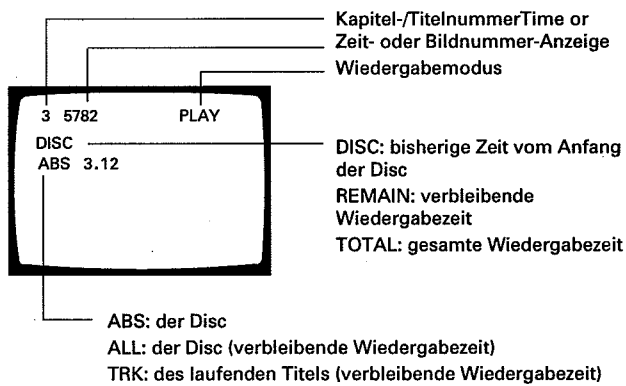 Kapitel-/TitelnummerTime or
Zeit- oder Bildnummer-Anzeige
Wiedergabemodus
3 5782 PLAY
DISC
ABS 3.12
DISC: bisherige Zeit vom Anfang
der Disc
REMAIN: verbleibende
Wiedergabezeit
TOTAL: gesamte Wiedergabezeit
ABS: der Disc
ALL: der Disc (verbleibende Wiedergabezeit)
TRK: des laufenden Titels (verbleibende Wiedergabezeit)